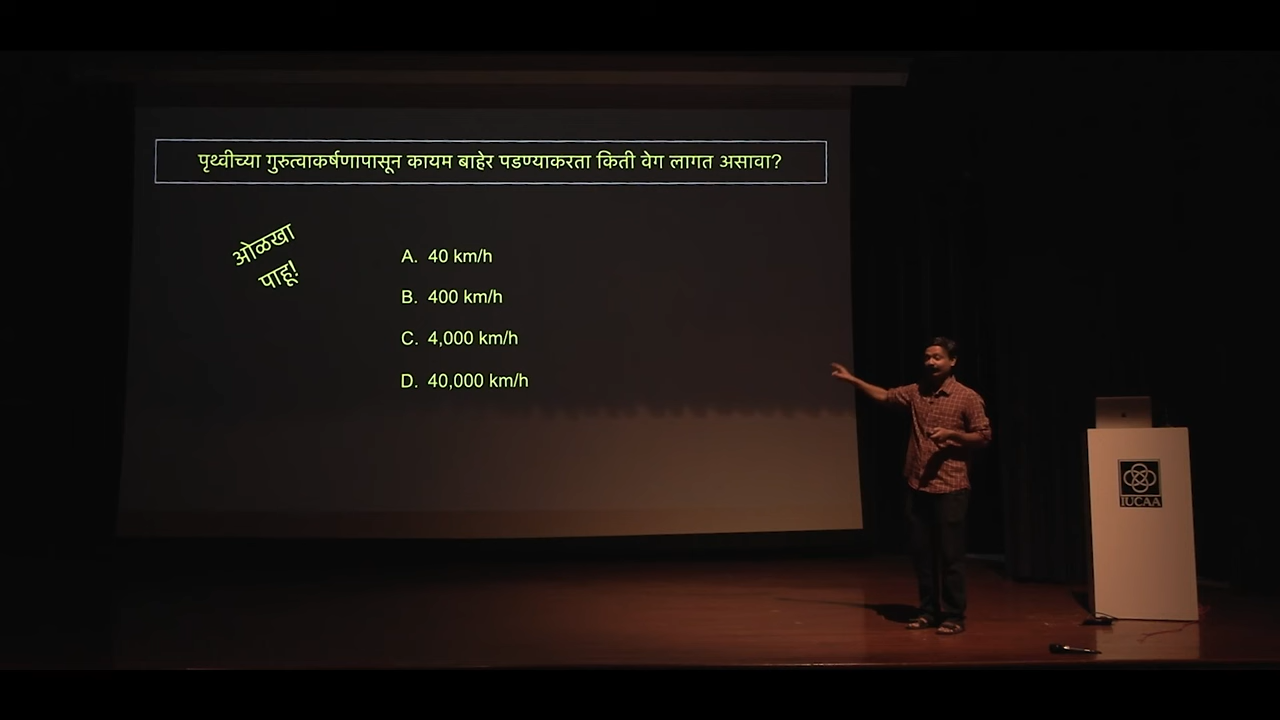 पृथ्वीच्या गुरुत्वाकर्षणापासून कायम बाहेर पडण्याकरता किती वेग लागत असावा?
ओळखा
पाहू!
A. 40 km/h
B. 400 km/h
C. 4,000 km/h
D. 40,000 km/h
IUCAA